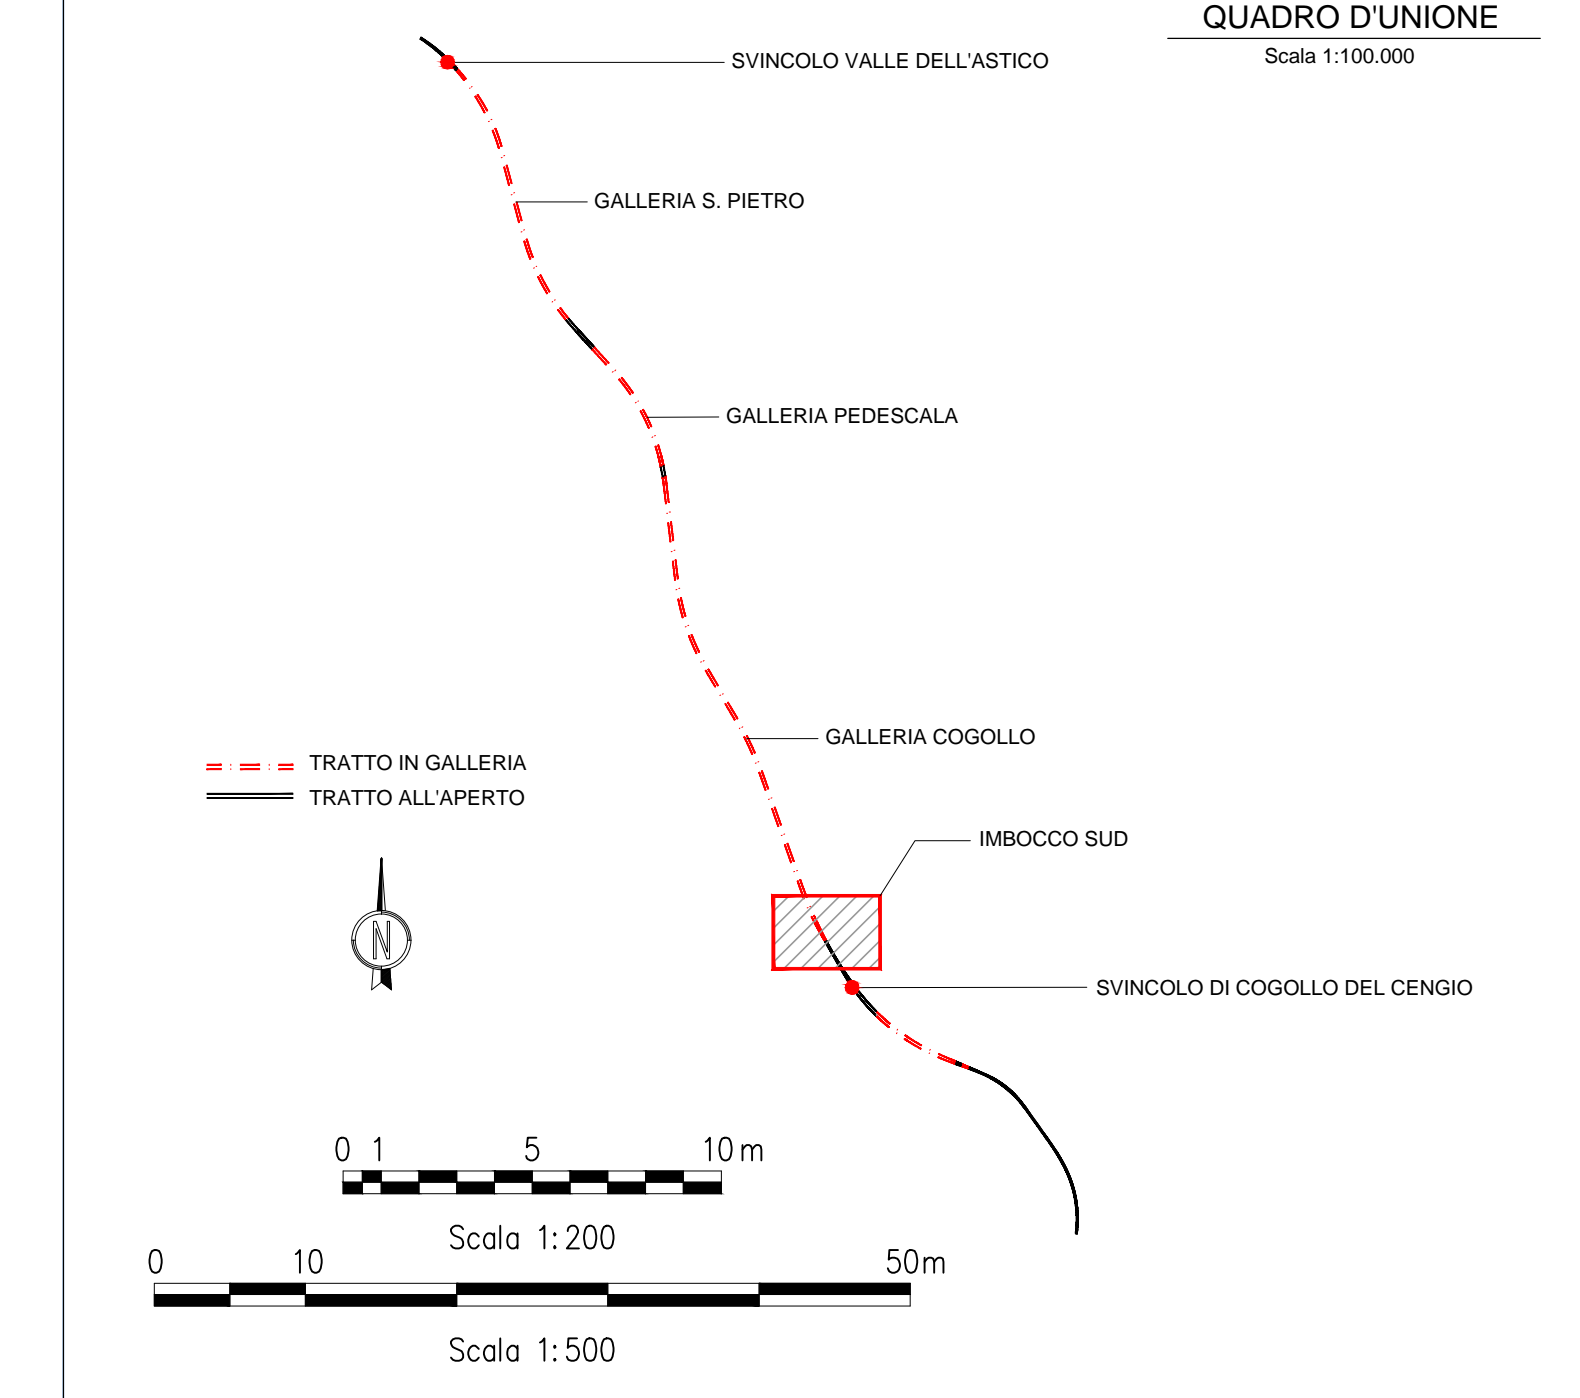 QUADRO D'UNIONE
Scala 1:100.000
SVINCOLO VALLE DELL'ASTICO
GALLERIA S. PIETRO
GALLERIA PEDESCALA
GALLERIA COGOLLO
TRATTO IN GALLERIA
TRATTO ALL'APERTO
IMBOCCO SUD
N
SVINCOLO DI COGOLLO DEL CENGIO
0 1 5 10 m
Scala 1:200
0 10 50m
Scala 1:500